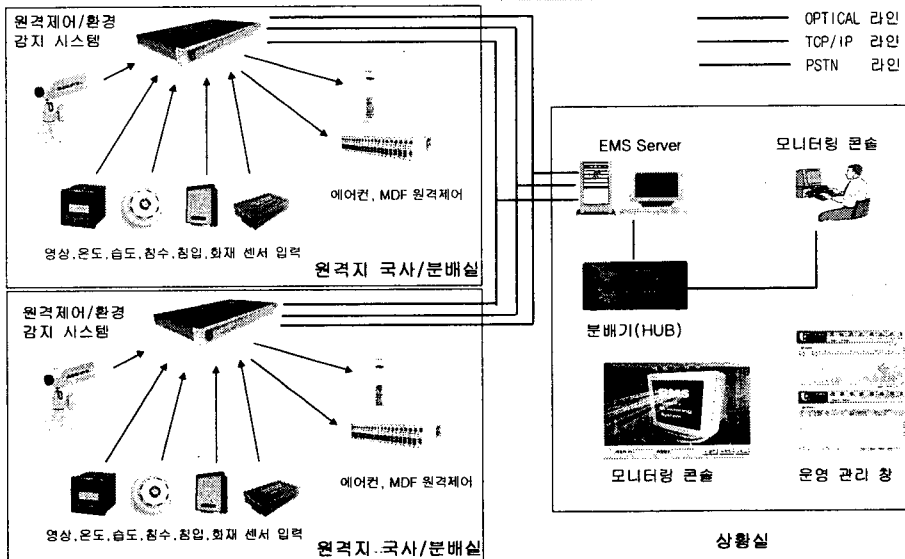 원격제어/환경
감지 시스템
에어컨, MDF 원격제어
영상,온도,습도,침수,침입,화재 센서 입력
원격지 국사/분배실
원격제어/환경
감지 시스템
에어컨, MDF 원격제어
영상,온도,습도,침수,침입,화재 센서 입력
원격지 국사/분배실
OPTICAL 라인
TCP/IP 라인
PSTN 라인
EMS Server
모니터링 콘솔
분배기(HUB)
모니터링 콘솔
운영 관리 창
상황실